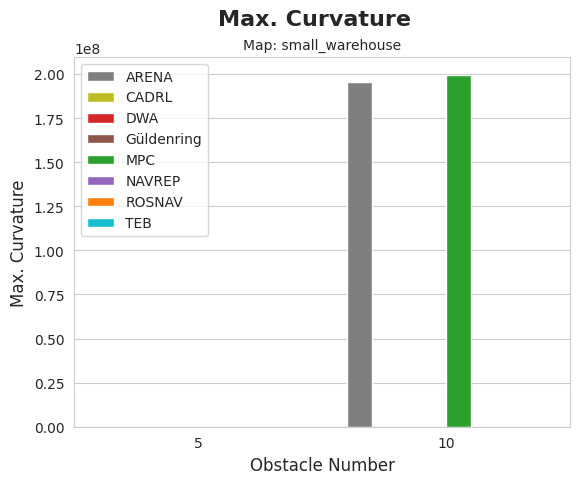 Max. Curvature
Map: small_warehouse
1e8
ARENA
CADRL
DWA
Güldenring
MPC
NAVREP
ROSNAV
TEB
Max. Curvature
2.00
1.75
1.50
1.25
1.00
0.75
0.50
0.25
0.00
5 10
Obstacle Number